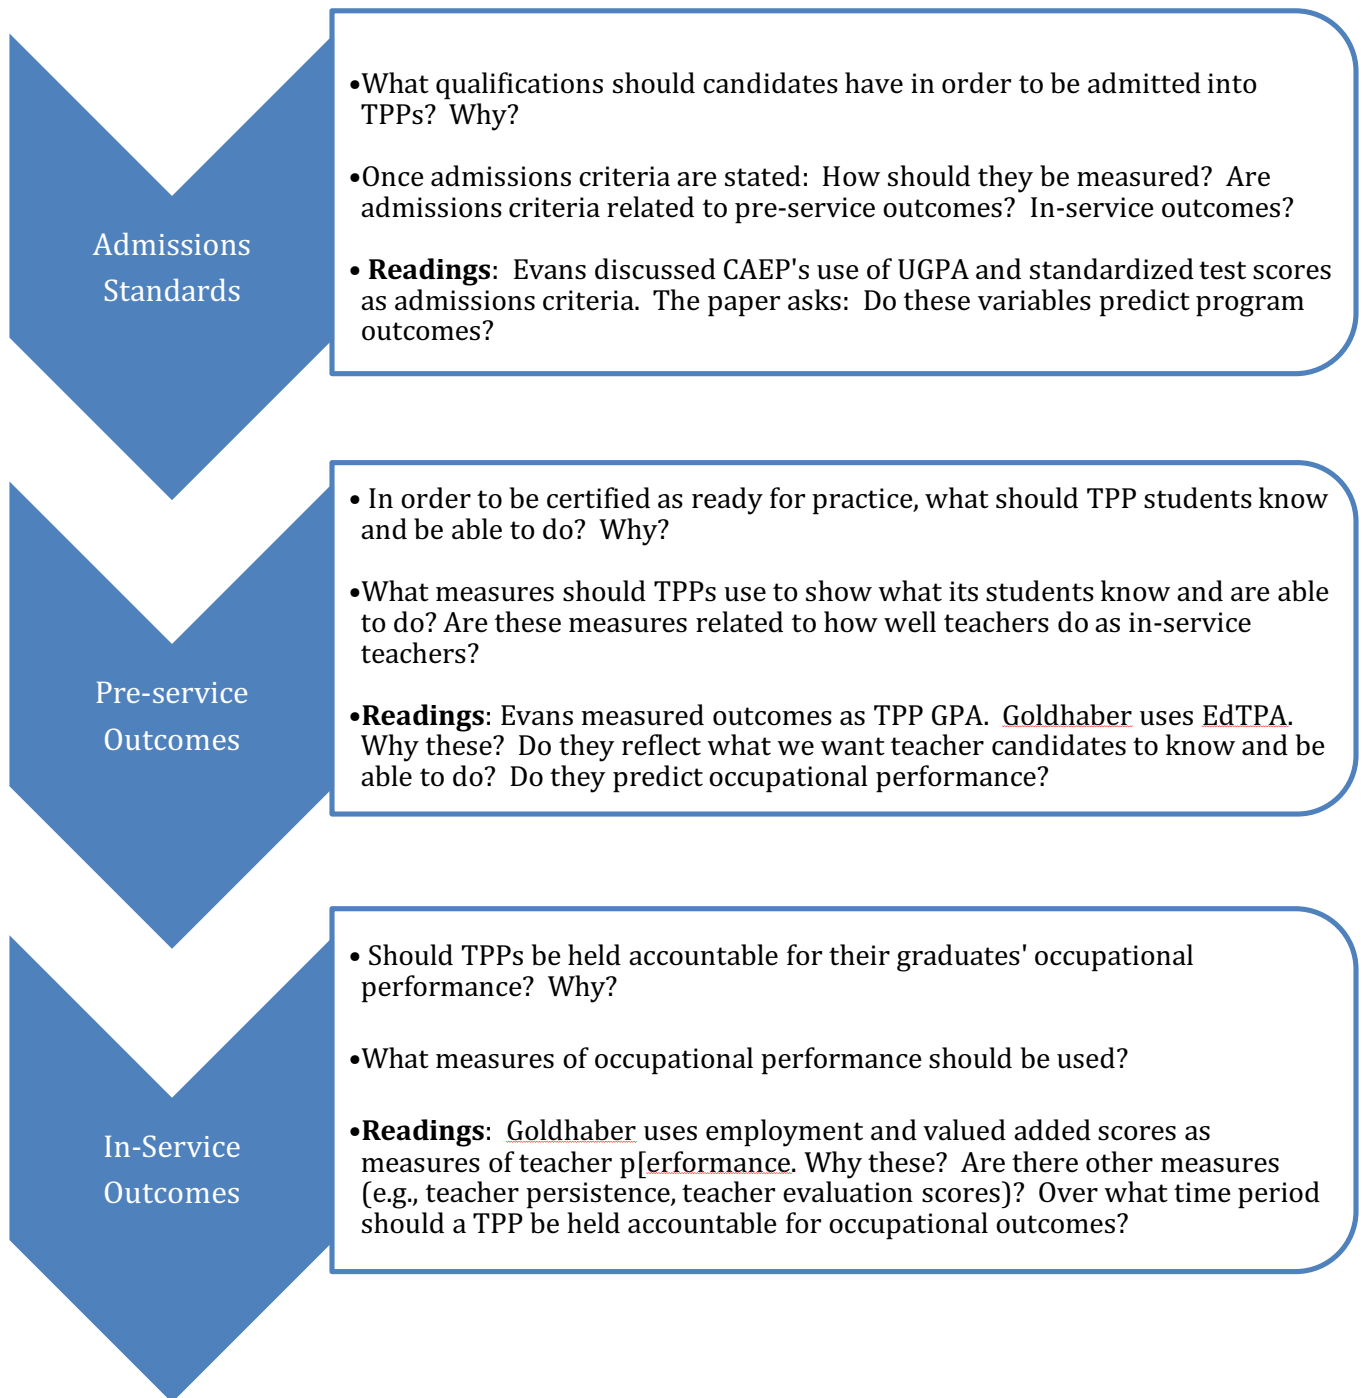 Admissions
Standards
•What qualifications should candidates have in order to be admitted into
TPPs?  Why?
•Once admissions criteria are stated:  How should they be measured?  Are
admissions criteria related to pre-service outcomes?  In-service outcomes?
• Readings:  Evans discussed CAEP's use of UGPA and standardized test scores
as admissions criteria.  The paper asks:  Do these variables predict program
outcomes?
Pre-service
Outcomes
• In order to be certified as ready for practice, what should TPP students know
and be able to do?  Why?
•What measures should TPPs use to show what its students know and are able
to do? Are these measures related to how well teachers do as in-service
teachers?
•Readings: Evans measured outcomes as TPP GPA.  Goldhaber uses EdTPA.
Why these?  Do they reflect what we want teacher candidates to know and be
able to do?  Do they predict occupational performance?
In-Service
Outcomes
• Should TPPs be held accountable for their graduates' occupational
performance?  Why?
•What measures of occupational performance should be used?
•Readings:  Goldhaber uses employment and valued added scores as
measures of teacher p[erformance. Why these?  Are there other measures
(e.g., teacher persistence, teacher evaluation scores)?  Over what time period
should a TPP be held accountable for occupational outcomes?